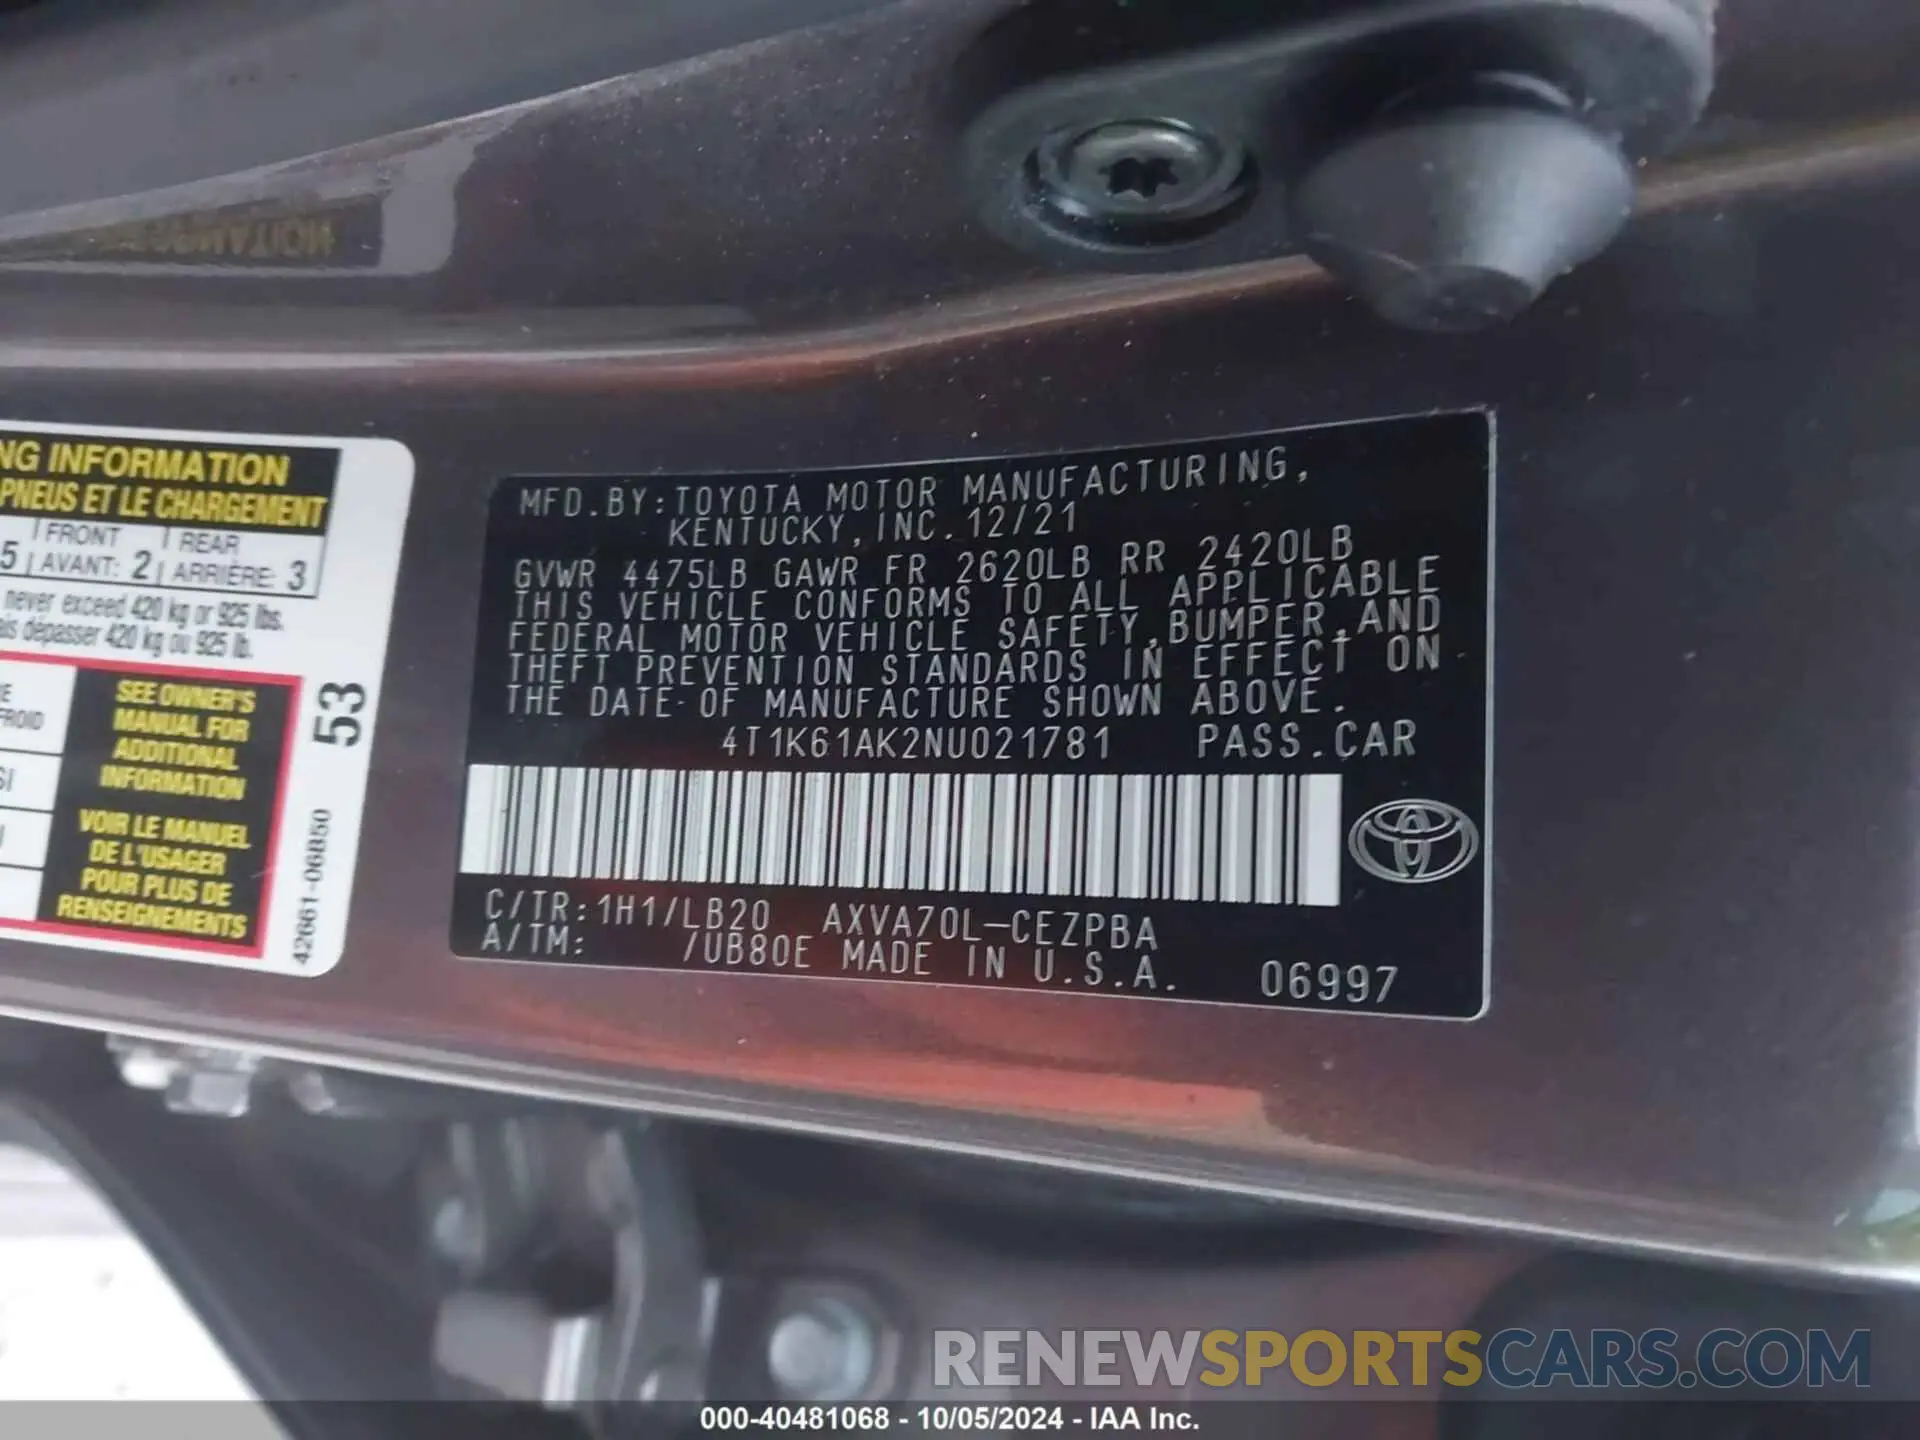 NG INFORMATION
PNEUS ET LE CHARGEMENT
FRONT REAR
5 AVANT: 2 ARRIÈRE: 3
never exceed 420 kg or 925 lbs.
ais dépasser 420 kg ou 925 lb.
FROID
SEE OWNER'S
MANUAL FOR
ADDITIONAL
INFORMATION
VOIR LE MANUEL
DE L'USAGER
POUR PLUS DE
RENSEIGNEMENTS
53
42661-06B50
MFD.BY:TOYOTA MOTOR MANUFACTURING,
KENTUCKY,INC.12/21
GVWR 4475LB GAWR FR 2620LB RR 2420LB
THIS VEHICLE CONFORMS TO ALL APPLICABLE
FEDERAL MOTOR VEHICLE SAFETY,BUMPER,AND
THEFT PREVENTION STANDARDS IN EFFECT ON
THE DATE OF MANUFACTURE SHOWN ABOVE.
4T1K61AK2NU021781 PASS.CAR
C/TR:1H1/LB20 AXVA70L-CEZPBA
A/TM: /UB80E MADE IN U.S.A. 06997
RENEWSPORTSCARS.COM
000-40481068 - 10/05/2024 - IAA Inc.